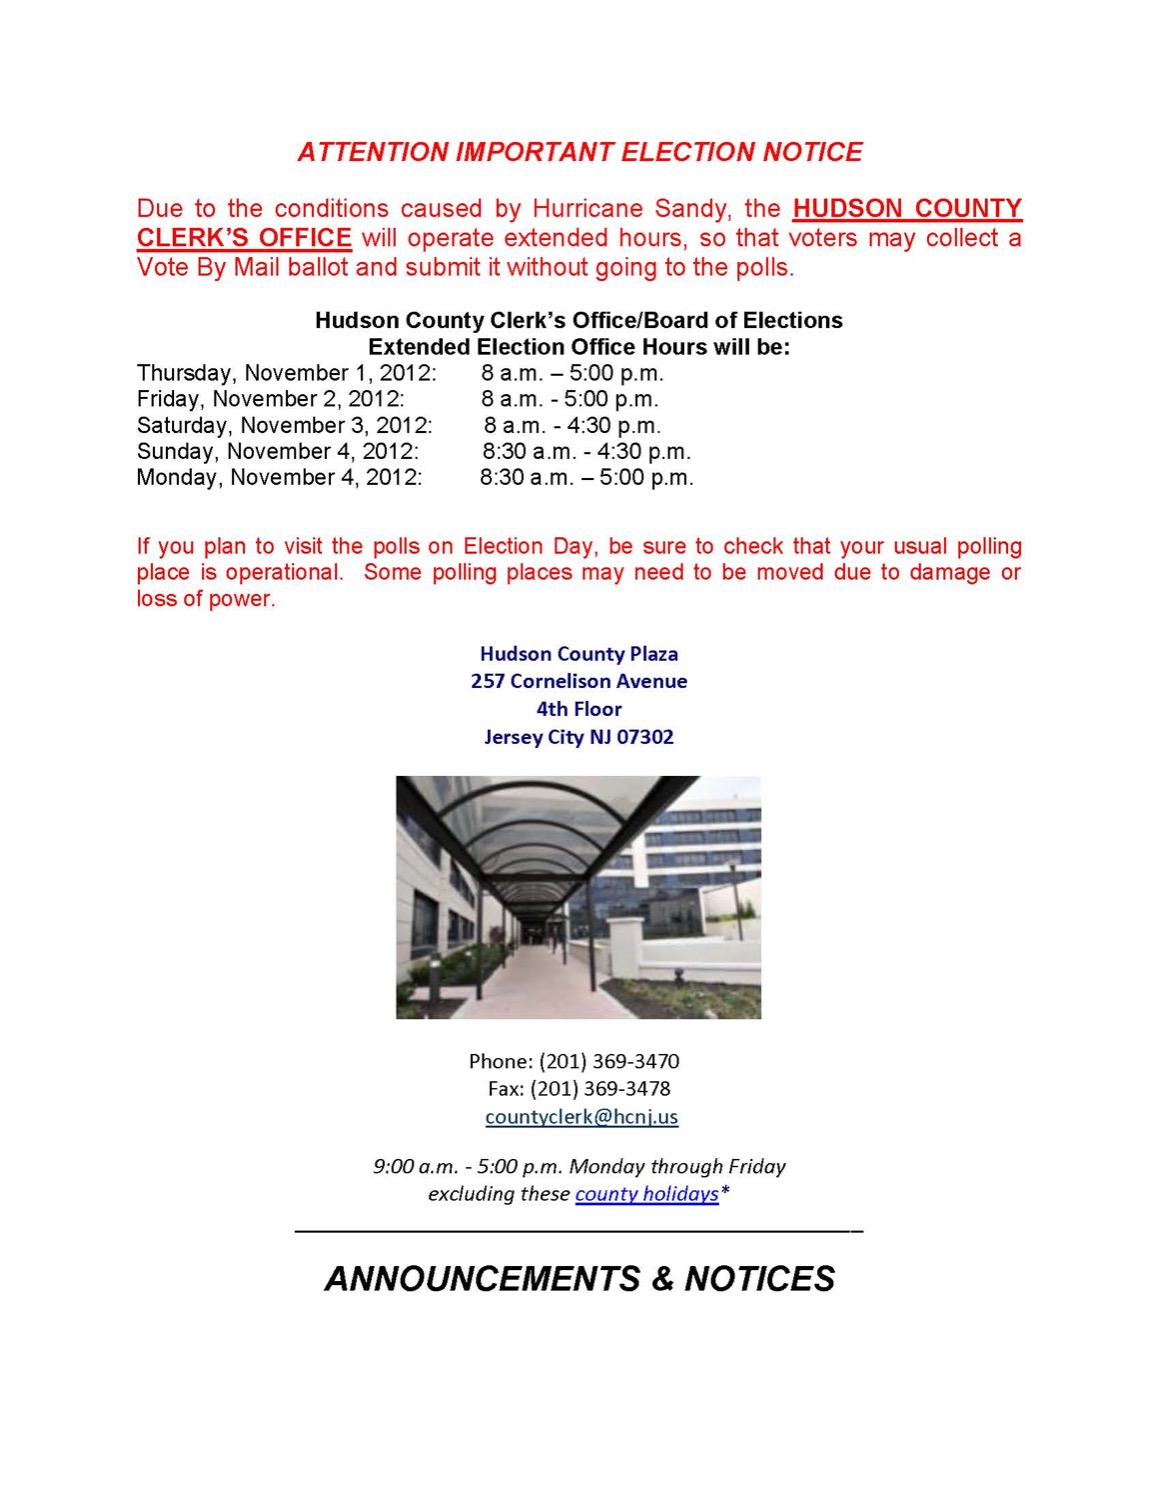 ATTENTION IMPORTANT ELECTION NOTICE
Due to the conditions caused by Hurricane Sandy, the HUDSON COUNTY
CLERK’S OFFICE will operate extended hours, so that voters may collect a
Vote By Mail ballot and submit it without going to the polls.
Hudson County Clerk’s Office/Board of Elections
Extended Election Office Hours will be:
Thursday, November 1, 2012: 8 a.m. – 5:00 p.m.
Friday, November 2, 2012: 8 a.m. - 5:00 p.m.
Saturday, November 3, 2012: 8 a.m. - 4:30 p.m.
Sunday, November 4, 2012: 8:30 a.m. - 4:30 p.m.
Monday, November 4, 2012: 8:30 a.m. – 5:00 p.m.
If you plan to visit the polls on Election Day, be sure to check that your usual polling
place is operational. Some polling places may need to be moved due to damage or
loss of power.
Hudson County Plaza
257 Cornelison Avenue
4th Floor
Jersey City NJ 07302
Phone: (201) 369-3470
Fax: (201) 369-3478
countyclerk@hcnj.us
9:00 a.m. - 5:00 p.m. Monday through Friday
excluding these county holidays*
ANNOUNCEMENTS & NOTICES